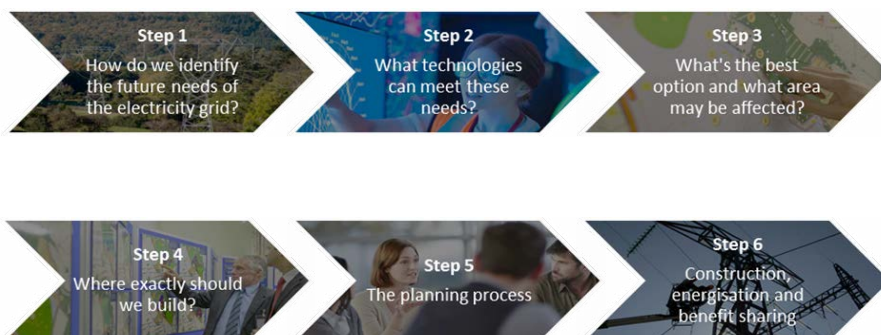 Step 1
How do we identify
the future needs of
the electricity grid?
Step 2
What technologies
can meet these
needs?
Step 3
What's the best
option and what area
may be affected?
Step 4
Where exactly should
we build?
Step 5
The planning process
Step 6
Construction,
energisation and
benefit sharing